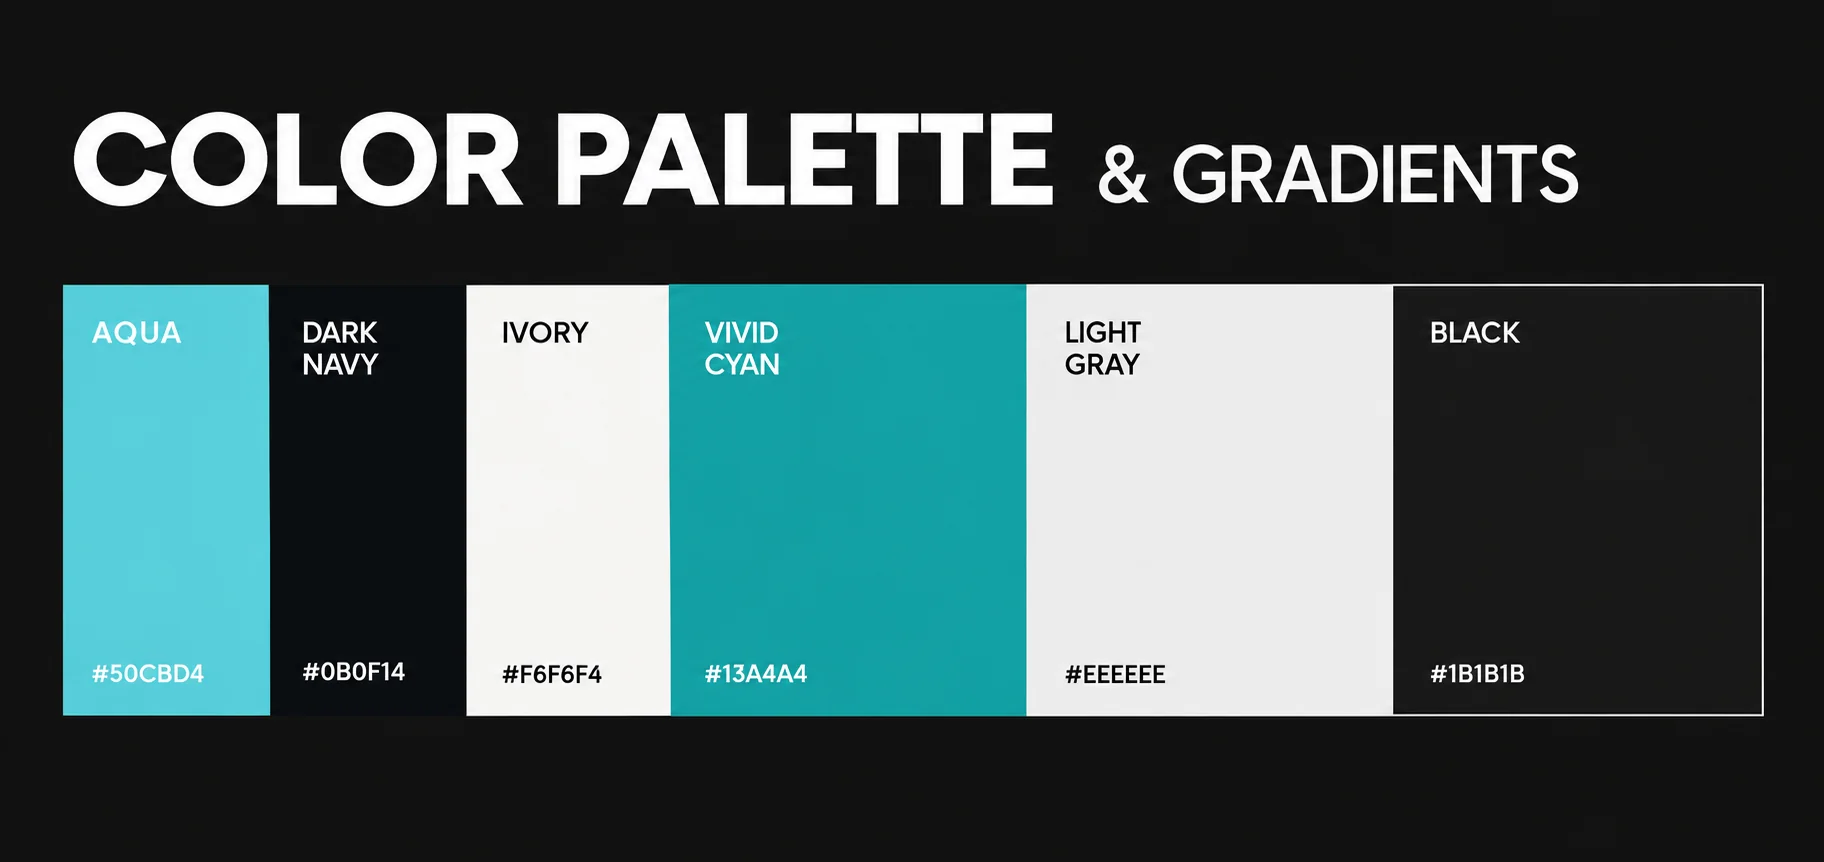 COLOR PALETTE & GRADIENTS
AQUA
#50CBD4
DARK
NAVY
#0B0F14
IVORY
#F6F6F4
VIVID
CYAN
#13A4A4
LIGHT
GRAY
#EEEEEE
BLACK
#1B1B1B